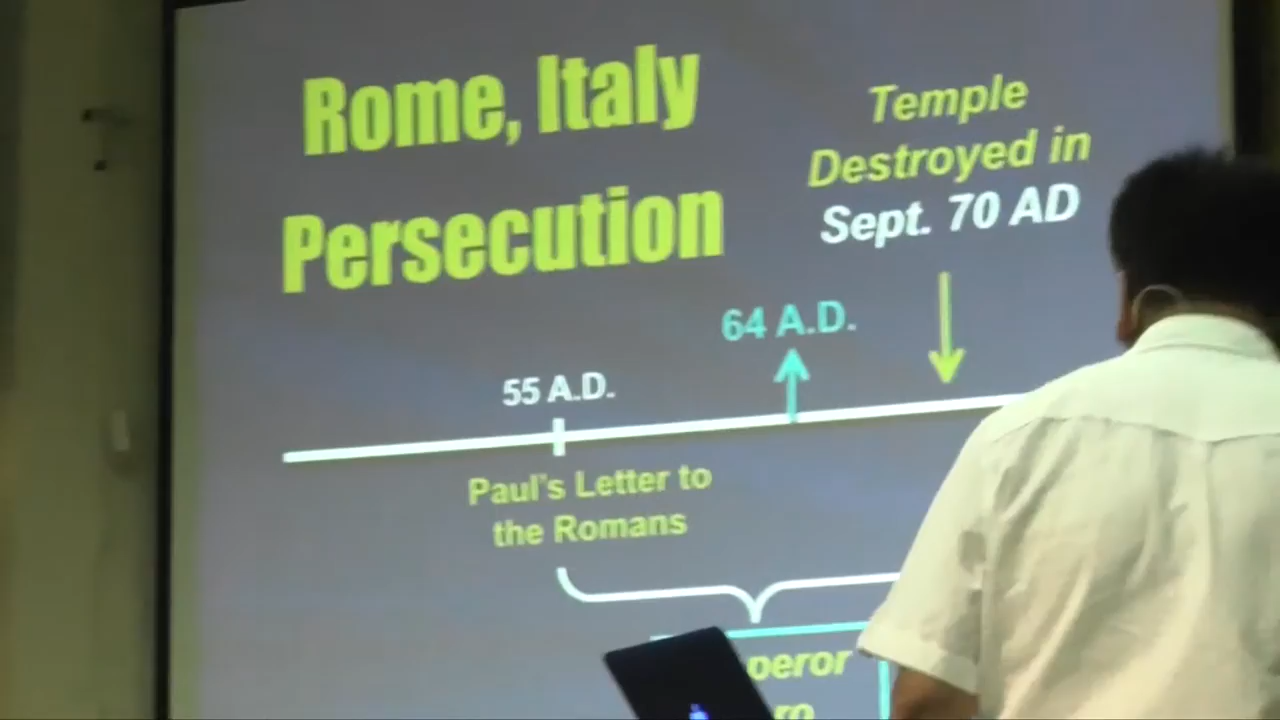 Rome, Italy
Persecution
Temple
Destroyed in
Sept. 70 AD
64 A.D.
55 A.D.
Paul's Letter to
the Romans